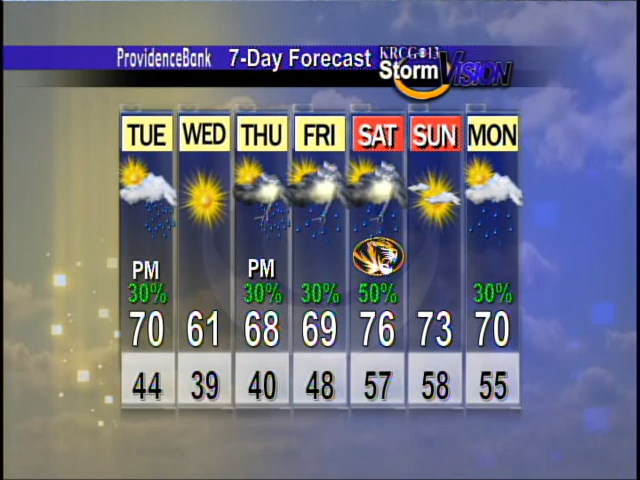 ProvidenceBank 7-Day Forecast KRCG 13
StormVISION
TUE WED THU FRI SAT SUN MON
PM PM
30% 30% 30% 50% 30%
70 61 68 69 76 73 70
44 39 40 48 57 58 55